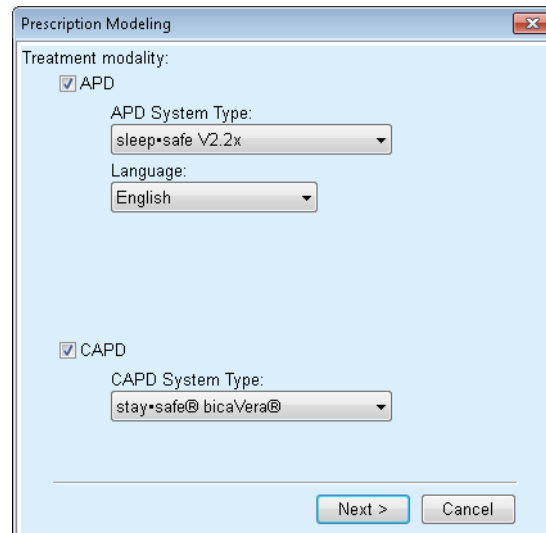 Prescription Modeling
Treatment modality:
APD
APD System Type:
sleep•safe V2.2x
Language:
English
CAPD
CAPD System Type:
stay•safe® bicaVera®
Next >
Cancel